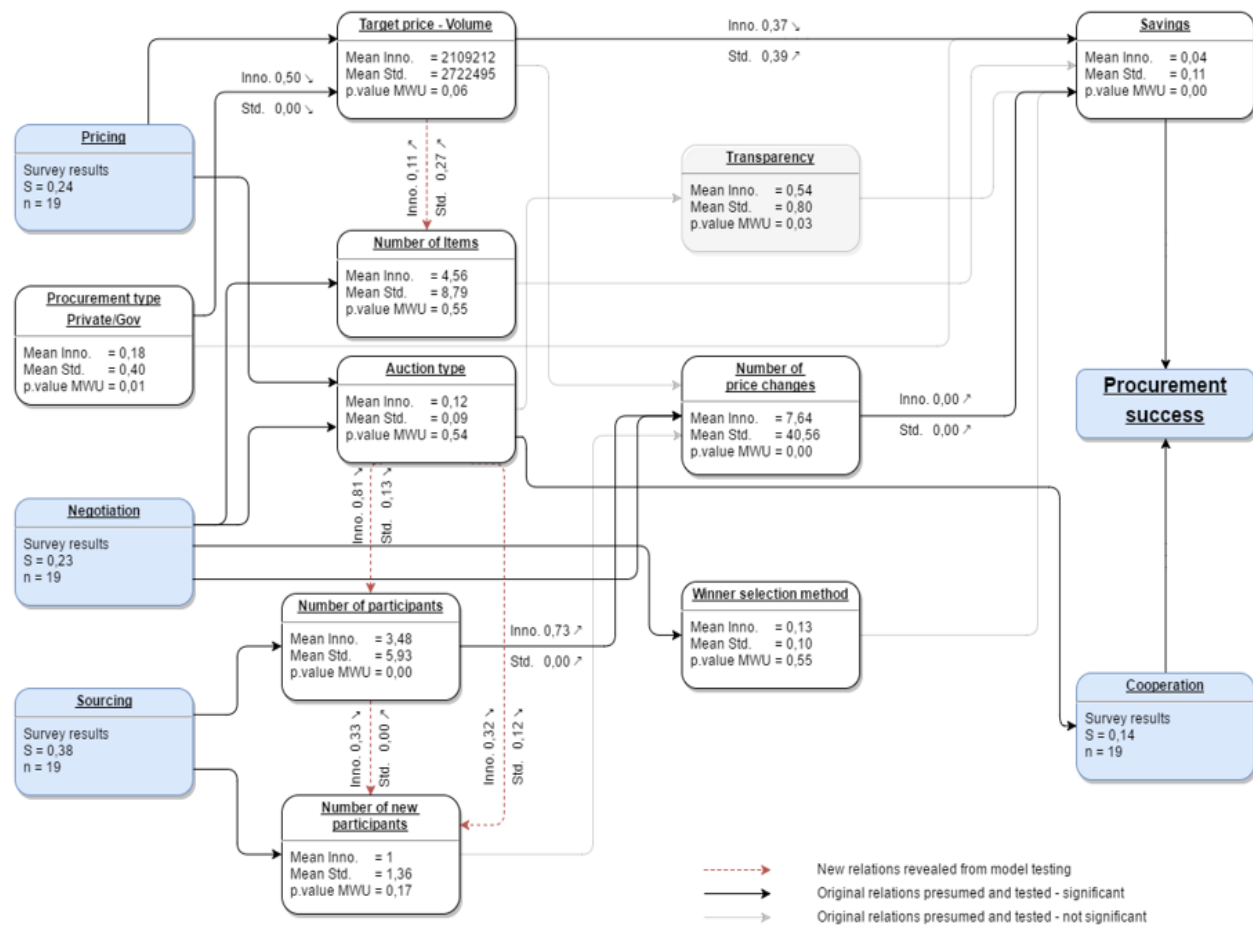 Target price - Volume
Mean Inno. = 2109212
Mean Std. = 2722495
p.value MWU = 0,06
Inno. 0,37 ↘
Std. 0,39 ↗
Savings
Mean Inno. = 0,04
Mean Std. = 0,11
p.value MWU = 0,00
Inno. 0,50 ↘
Std. 0,00 ↘
Pricing
Survey results
S = 0,24
n = 19
Inno. 0,11 ↗
Std. 0,27 ↗
Transparency
Mean Inno. = 0,54
Mean Std. = 0,80
p.value MWU = 0,03
Number of Items
Mean Inno. = 4,56
Mean Std. = 8,79
p.value MWU = 0,55
Procurement type
Private/Gov
Mean Inno. = 0,18
Mean Std. = 0,40
p.value MWU = 0,01
Auction type
Mean Inno. = 0,12
Mean Std. = 0,09
p.value MWU = 0,54
Number of
price changes
Mean Inno. = 7,64
Mean Std. = 40,56
p.value MWU = 0,00
Inno. 0,00 ↗
Std. 0,00 ↗
Procurement
success
Inno. 0,81 ↘
Std. 0,13 ↘
Negotiation
Survey results
S = 0,23
n = 19
Number of participants
Mean Inno. = 3,48
Mean Std. = 5,93
p.value MWU = 0,00
Inno. 0,73 ↗
Std. 0,00 ↗
Winner selection method
Mean Inno. = 0,13
Mean Std. = 0,10
p.value MWU = 0,55
Sourcing
Survey results
S = 0,38
n = 19
Cooperation
Survey results
S = 0,14
n = 19
Inno. 0,33 ↗
Std. 0,00 ↗
Inno. 0,32 ↘
Std. 0,12 ↘
Number of new
participants
Mean Inno. = 1
Mean Std. = 1,36
p.value MWU = 0,17
New relations revealed from model testing
Original relations presumed and tested - significant
Original relations presumed and tested - not significant